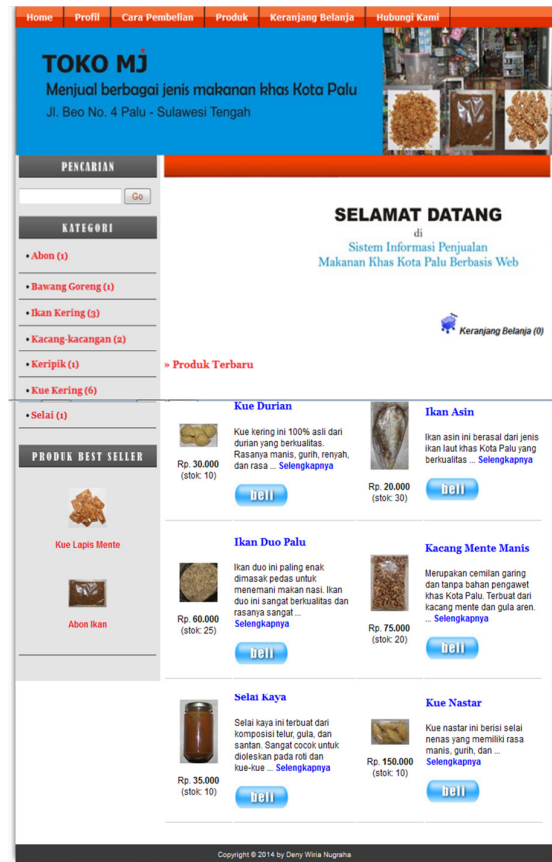 Home Profil Cara Pembelian Produk Keranjang Belanja Hubungi Kami
TOKO MJ
Menjual berbagai jenis makanan khas Kota Palu
Jl. Beo No. 4 Palu - Sulawesi Tengah
PENCARIAN
Go
KATEGORI
• Abon (1)
• Bawang Goreng (1)
• Ikan Kering (3)
• Kacang-kacangan (2)
• Keripik (1)
• Kue Kering (6)
• Selai (1)
PRODUK BEST SELLER
Kue Lapis Mente
Abon Ikan
SELAMAT DATANG
di
Sistem Informasi Penjualan
Makanan Khas Kota Palu Berbasis Web
Keranjang Belanja (0)
» Produk Terbaru
Kue Durian
Kue kering ini 100% asli dari
durian yang berkualitas.
Rasanya manis, gurih, renyah,
dan rasa ... Selengkapnya
Rp. 30.000
(stok: 10)
beli
Ikan Asin
Ikan asin ini berasal dari jenis
ikan laut khas Kota Palu yang
berkualitas ... Selengkapnya
Rp. 20.000
(stok: 30)
beli
Ikan Duo Palu
Ikan duo ini paling enak
dimasak pedas untuk
menemani makan nasi. Ikan
duo ini sangat berkualitas dan
rasanya sangat ...
Selengkapnya
Rp. 60.000
(stok: 25)
beli
Kacang Mente Manis
Merupakan cemilan garing
dan tanpa bahan pengawet
khas Kota Palu. Terbuat dari
kacang mente dan gula aren.
... Selengkapnya
Rp. 75.000
(stok: 20)
beli
Selai Kaya
Selai kaya ini terbuat dari
komposisi telur, gula, dan
santan. Sangat cocok untuk
dioleskan pada roti dan
kue-kue ... Selengkapnya
Rp. 35.000
(stok: 10)
beli
Kue Nastar
Kue nastar ini berisi selai
nenas yang memiliki rasa
manis, gurih, dan ...
Selengkapnya
Rp. 150.000
(stok: 10)
beli
Copyright © 2014 by Deny Wiria Nugraha